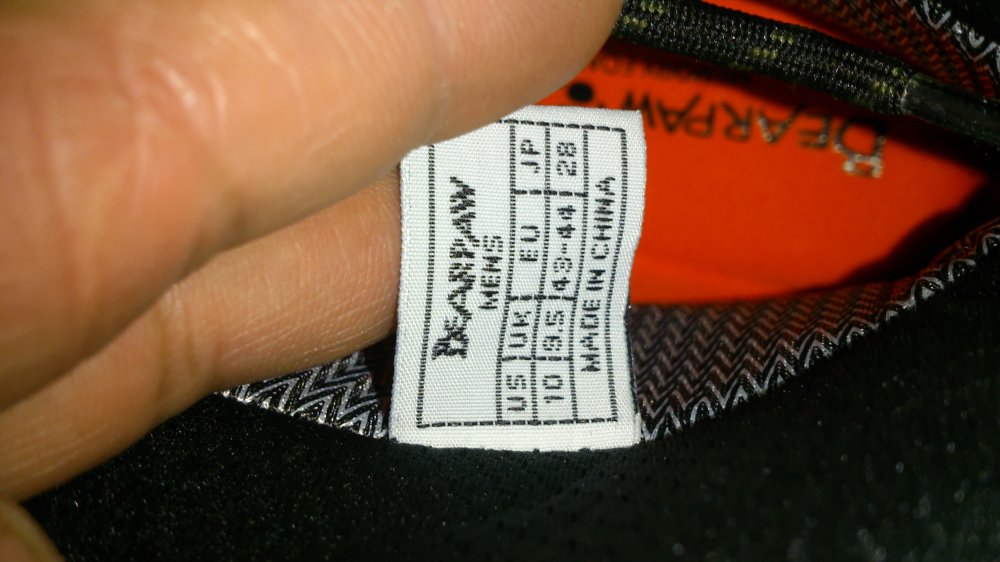 BEARPAW
MENS
US UK EU JP
10 9.5 43-44 28
MADE IN CHINA
BEARPAW